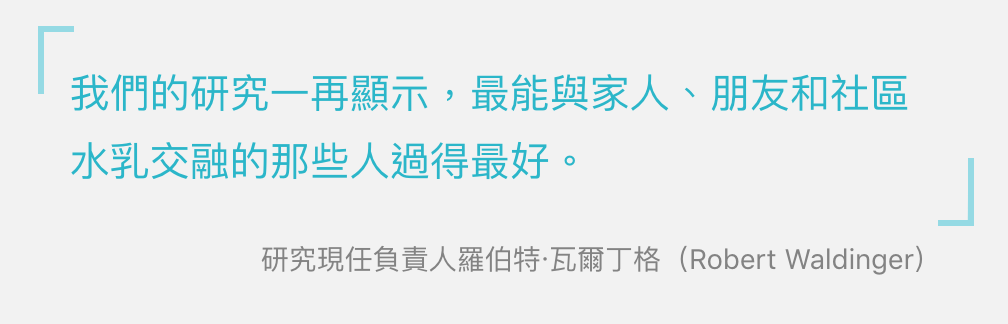 我們的研究一再顯示，最能與家人、朋友和社區
水乳交融的那些人過得最好。
研究現任負責人羅伯特·瓦爾丁格（Robert Waldinger）